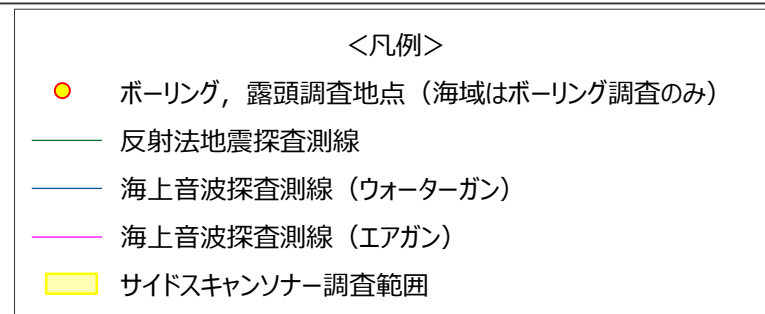 <凡例>
ボーリング，露頭調査地点（海域はボーリング調査のみ）
反射法地震探査測線
海上音波探査測線（ウォーターガン）
海上音波探査測線（エアガン）
サイドスキャンソナー調査範囲